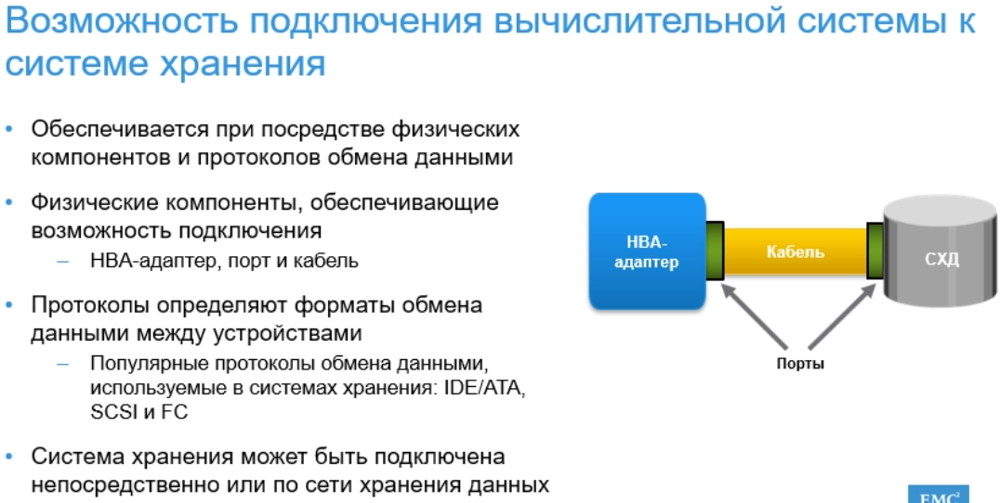 Возможность подключения вычислительной системы к
системе хранения
• Обеспечивается при посредстве физических
компонентов и протоколов обмена данными
• Физические компоненты, обеспечивающие
возможность подключения
– HBA-адаптер, порт и кабель
• Протоколы определяют форматы обмена
данными между устройствами
– Популярные протоколы обмена данными,
используемые в системах хранения: IDE/ATA,
SCSI и FC
• Система хранения может быть подключена
непосредственно или по сети хранения данных
HBA-
адаптер
Кабель
СХД
Порты
EMC²